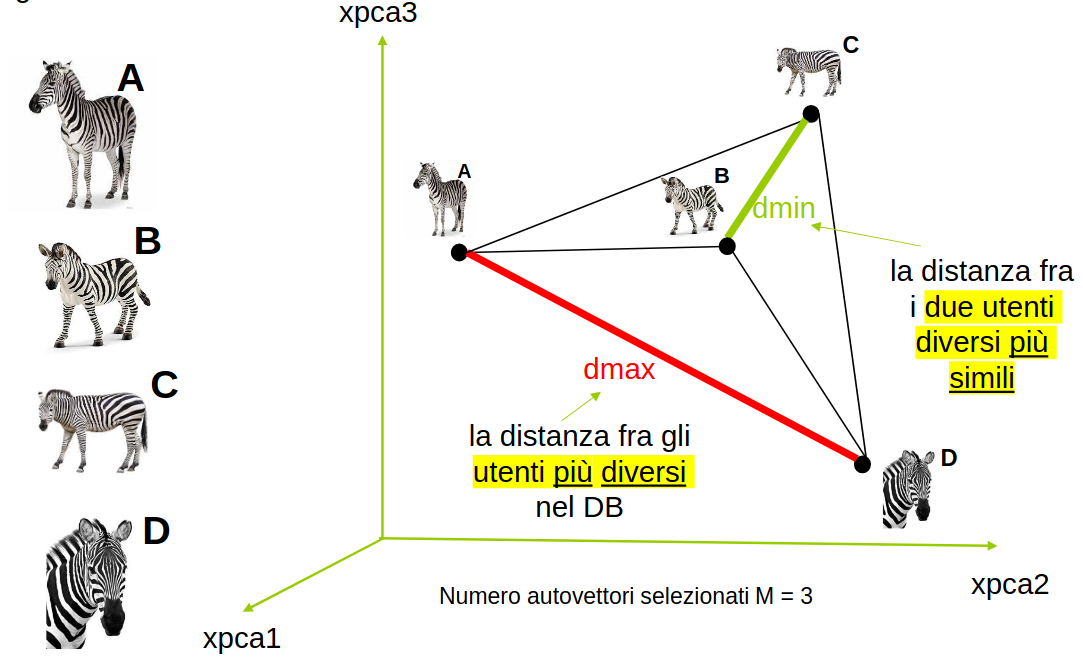 xpca3
A
B
C
D
A
B
C
dmin
la distanza fra
i due utenti
diversi più
simili
dmax
la distanza fra gli
utenti più diversi
nel DB
D
xpca2
Numero autovettori selezionati M = 3
xpca1